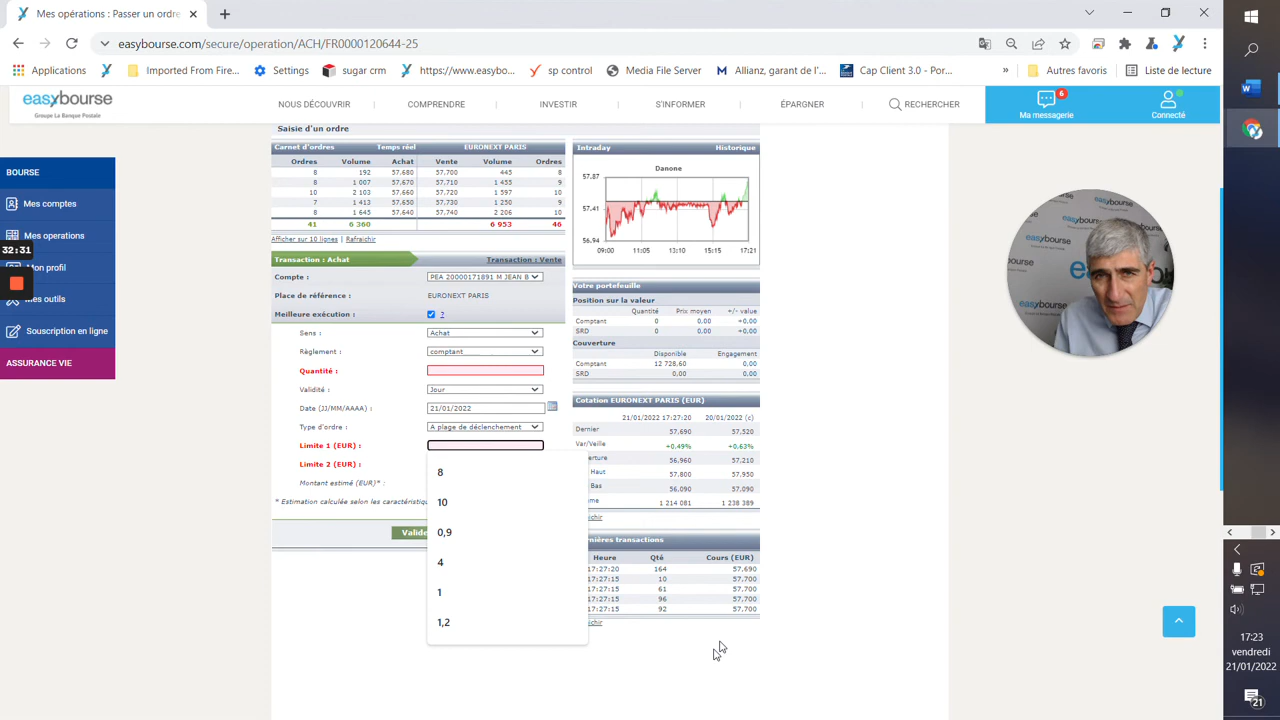 Mes opérations : Passer un ordre
easybourse.com/secure/operation/ACH/FR0000120644-25
Applications
Imported From Fire...
Settings
sugar crm
https://www.easybo...
sp control
Media File Server
Allianz, garant de l'...
Cap Client 3.0 - Por...
»
Autres favoris
Liste de lecture
easybourse
Groupe La Banque Postale
NOUS DÉCOUVRIR
COMPRENDRE
INVESTIR
S'INFORMER
ÉPARGNER
RECHERCHER
6
Ma messagerie
Connecté
BOURSE
Mes comptes
Mes operations
32:31
Mon profil
Mes outils
Souscription en ligne
ASSURANCE VIE
Saisie d'un ordre
Carnet d'ordres Temps réel EURONEXT PARIS
Ordres Volume Achat Vente Volume Ordres
8 192 57.680 57.700 445 8
8 1 007 57.670 57.710 1 455 9
10 2 103 57.660 57.720 1 597 10
7 1 413 57.650 57.730 1 250 9
8 1 645 57.640 57.740 2 206 10
41 6 360 6 953 46
Afficher sur 10 lignes | Rafraichir
Transaction : Achat Transaction : Vente
Compte : PEA 20000171891 M JEAN B
Place de référence : EURONEXT PARIS
Meilleure exécution : ?
Sens : Achat
Règlement : comptant
Quantité :
Validité : Jour
Date (JJ/MM/AAAA) : 21/01/2022
Type d'ordre : A plage de déclenchement
Limite 1 (EUR) :
Limite 2 (EUR) :
Montant estimé (EUR)* :
* Estimation calculée selon les caractéristiqu
Valide
8
10
0,9
4
1
1,2
Intraday Historique
Danone
57.87
57.41
56.94
09:00 11:05 13:10 15:15 17:21
Votre portefeuille
Position sur la valeur
Quantité Prix moyen +/- value
Comptant 0 0.00 +0.00
SRD 0 0.00 +0.00
Couverture
Disponible Engagement
Comptant 12 728.60 0.00
SRD 0.00 0.00
Cotation EURONEXT PARIS (EUR)
21/01/2022 17:27:20 20/01/2022 (c)
Dernier 57.690 57.520
Var/Veille +0.49% +0.63%
erture 56.960 57.210
Haut 57.800 57.950
Bas 56,090 57.090
me 1 214 081 1 238 389
ichir
rnières transactions
Heure Qté Cours (EUR)
17:27:20 164 57.690
17:27:15 10 57.700
17:27:15 61 57.700
17:27:15 96 57.700
17:27:15 92 57.700
ichir
easybourse
easybourse
easybourse
17:23
vendredi
21/01/2022
21